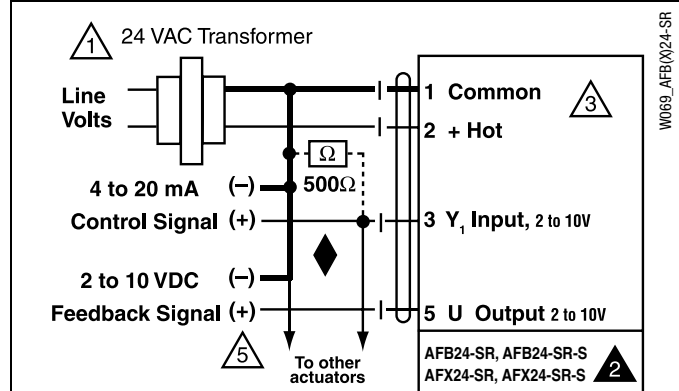 1 24 VAC Transformer
W069_AFB(X)24-SR
Line
Volts
1 Common
3
2 + Hot
Ω
500Ω
4 to 20 mA (–)
Control Signal (+)
3 Y1 Input, 2 to 10V
2 to 10 VDC (–)
Feedback Signal (+)
5 U Output 2 to 10V
5
To other
actuators
AFB24-SR, AFB24-SR-S
AFX24-SR, AFX24-SR-S
2